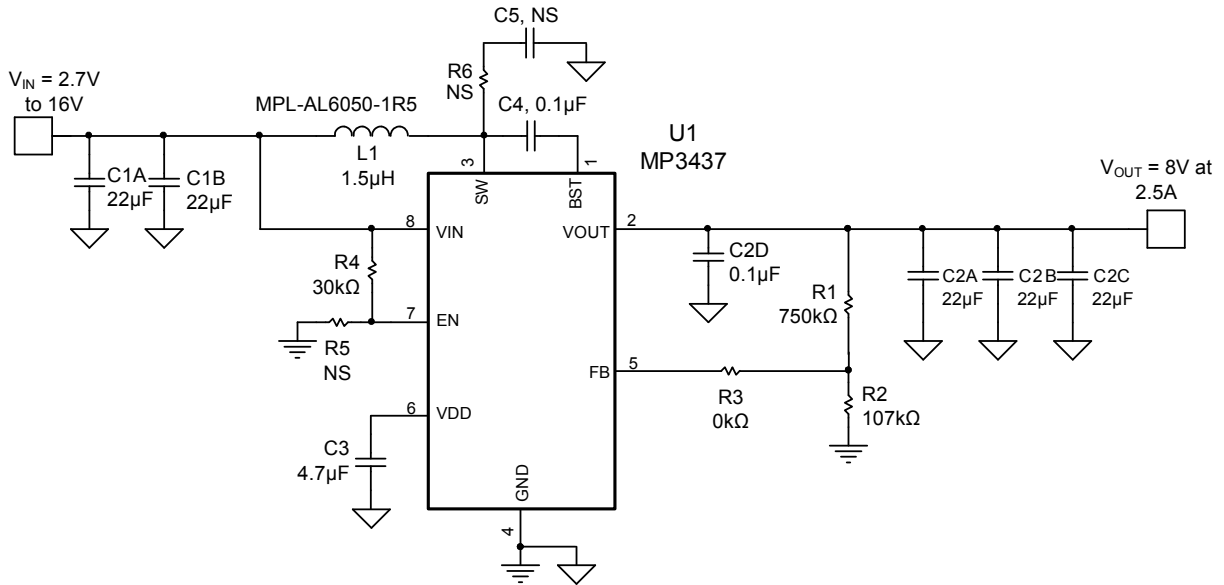 C5, NS
V_IN = 2.7V
to 16V
R6
NS
MPL-AL6050-1R5
C4, 0.1µF
U1
MP3437
L1
1.5µH
3
1
SW
BST
C1A
22µF
C1B
22µF
V_OUT = 8V at
2.5A
8
VIN
VOUT
2
R4
30kΩ
C2D
0.1µF
R1
750kΩ
C2A
22µF
C2B
22µF
C2C
22µF
7
EN
R5
NS
FB
5
R3
0kΩ
R2
107kΩ
6
VDD
C3
4.7µF
GND
4